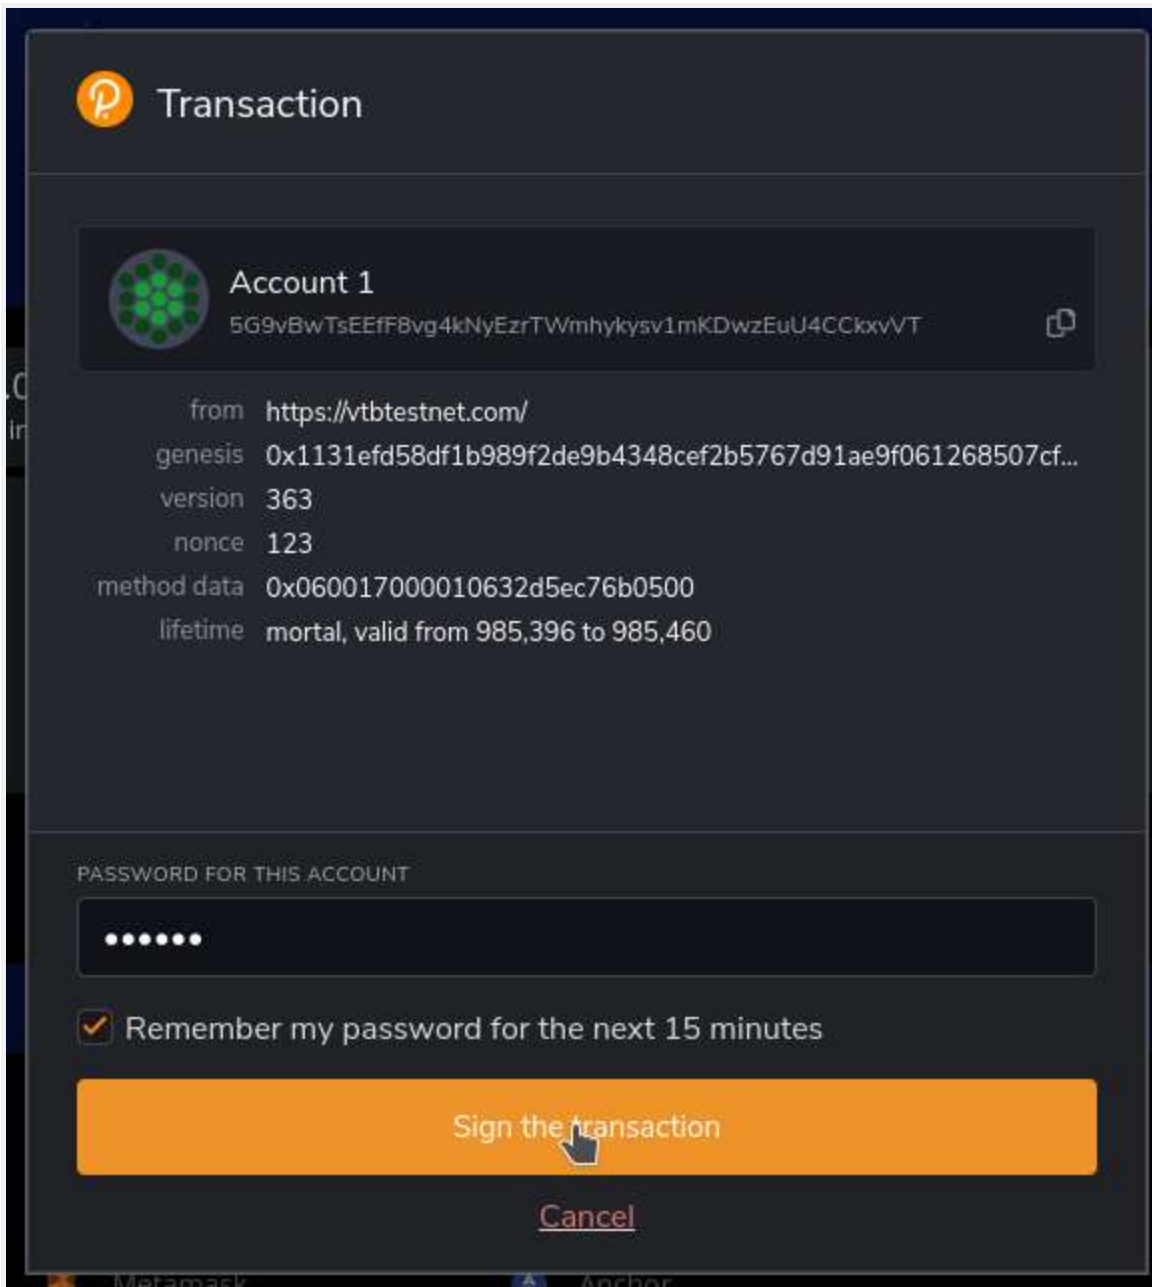 Transaction
Account 1
5G9vBwTsEEfF8vg4kNyEzrTWmhykysv1mKDwzEuU4CCkxvVT
from https://vtbtestnet.com/
genesis 0x1131efd58df1b989f2de9b4348cef2b5767d91ae9f061268507cf...
version 363
nonce 123
method data 0x060017000010632d5ec76b0500
lifetime mortal, valid from 985,396 to 985,460
PASSWORD FOR THIS ACCOUNT
Remember my password for the next 15 minutes
Sign the transaction
Cancel
Metamask Anchor